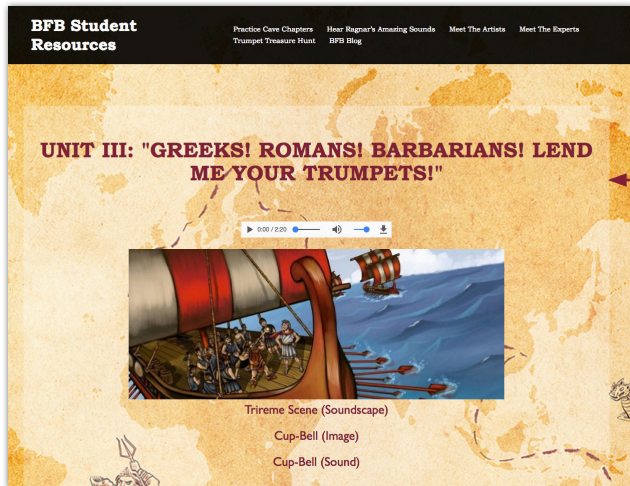 BFB Student
Resources
Practice Cave Chapters Hear Ragnar's Amazing Sounds Meet The Artists Meet The Experts
Trumpet Treasure Hunt BFB Blog
UNIT III: "GREEKS! ROMANS! BARBARIANS! LEND
ME YOUR TRUMPETS!"
0:00 / 2:20
Trireme Scene (Soundscape)
Cup-Bell (Image)
Cup-Bell (Sound)